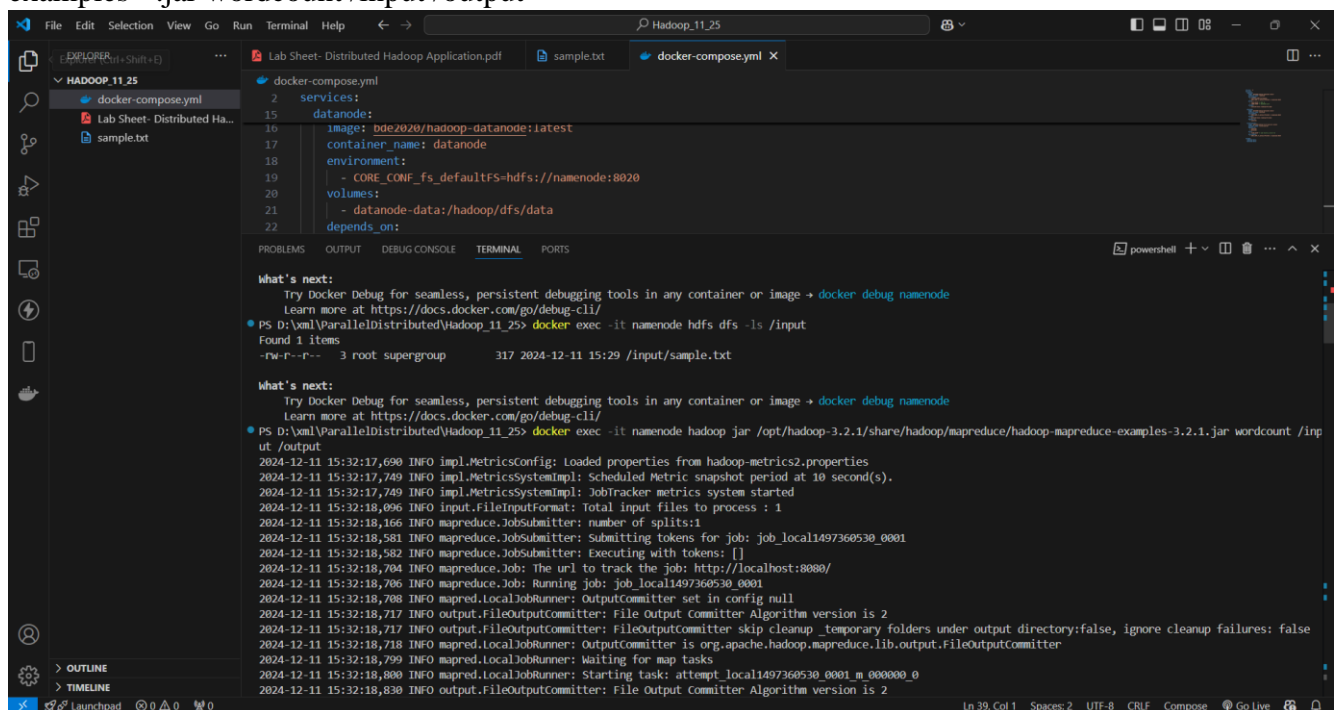 examples-*.jar wordcount /input /output
File Edit Selection View Go Run Terminal Help
Hadoop_11_25
EXPLORER
Lab Sheet- Distributed Hadoop Application.pdf
sample.txt
docker-compose.yml
HADOOP_11_25
docker-compose.yml
Lab Sheet- Distributed Ha...
sample.txt
docker-compose.yml
2 services:
15 datanode:
16 image: bde2020/hadoop-datanode:latest
17 container_name: datanode
18 environment:
19 - CORE_CONF_fs_defaultFS=hdfs://namenode:8020
20 volumes:
21 - datanode-data:/hadoop/dfs/data
22 depends_on:
PROBLEMS OUTPUT DEBUG CONSOLE TERMINAL PORTS
powershell
What's next:
Try Docker Debug for seamless, persistent debugging tools in any container or image → docker debug namenode
Learn more at https://docs.docker.com/go/debug-cli/
PS D:\xml\ParallelDistributed\Hadoop_11_25> docker exec -it namenode hdfs dfs -ls /input
Found 1 items
-rw-r--r-- 3 root supergroup 317 2024-12-11 15:29 /input/sample.txt
What's next:
Try Docker Debug for seamless, persistent debugging tools in any container or image → docker debug namenode
Learn more at https://docs.docker.com/go/debug-cli/
PS D:\xml\ParallelDistributed\Hadoop_11_25> docker exec -it namenode hadoop jar /opt/hadoop-3.2.1/share/hadoop/mapreduce/hadoop-mapreduce-examples-3.2.1.jar wordcount /inp
ut /output
2024-12-11 15:32:17,690 INFO impl.MetricsConfig: Loaded properties from hadoop-metrics2.properties
2024-12-11 15:32:17,749 INFO impl.MetricsSystemImpl: Scheduled Metric snapshot period at 10 second(s).
2024-12-11 15:32:17,749 INFO impl.MetricsSystemImpl: JobTracker metrics system started
2024-12-11 15:32:18,096 INFO input.FileInputFormat: Total input files to process : 1
2024-12-11 15:32:18,166 INFO mapreduce.JobSubmitter: number of splits:1
2024-12-11 15:32:18,581 INFO mapreduce.JobSubmitter: Submitting tokens for job: job_local1497360530_0001
2024-12-11 15:32:18,582 INFO mapreduce.JobSubmitter: Executing with tokens: []
2024-12-11 15:32:18,704 INFO mapreduce.Job: The url to track the job: http://localhost:8080/
2024-12-11 15:32:18,706 INFO mapreduce.Job: Running job: job_local1497360530_0001
2024-12-11 15:32:18,708 INFO mapred.LocalJobRunner: OutputCommitter set in config null
2024-12-11 15:32:18,717 INFO output.FileOutputCommitter: File Output Committer Algorithm version is 2
2024-12-11 15:32:18,717 INFO output.FileOutputCommitter: FileOutputCommitter skip cleanup _temporary folders under output directory:false, ignore cleanup failures: false
2024-12-11 15:32:18,718 INFO mapred.LocalJobRunner: OutputCommitter is org.apache.hadoop.mapreduce.lib.output.FileOutputCommitter
2024-12-11 15:32:18,799 INFO mapred.LocalJobRunner: Waiting for map tasks
2024-12-11 15:32:18,800 INFO mapred.LocalJobRunner: Starting task: attempt_local1497360530_0001_m_000000_0
2024-12-11 15:32:18,830 INFO output.FileOutputCommitter: File Output Committer Algorithm version is 2
OUTLINE
TIMELINE
Launchpad 0 0 0 Ln 39, Col 1 Spaces: 2 UTF-8 CRLF Compose Go Live